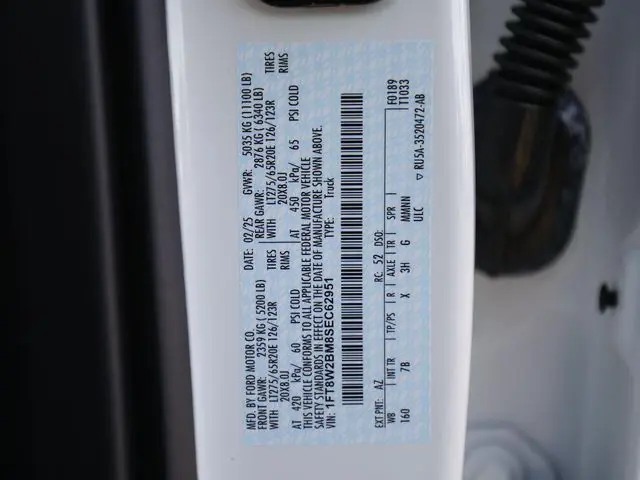 MFD. BY FORD MOTOR CO.
DATE: 02/25 GVWR: 5035 KG (11100 LB)
FRONT GAWR: 2359 KG ( 5200 LB) REAR GAWR: 2876 KG ( 6340 LB)
WITH LT275/65R20E 126/123R TIRES WITH LT275/65R20E 126/123R TIRES
20X8.0J RIMS 20X8.0J RIMS
AT 420 kPa/ 60 PSI COLD AT 450 kPa/ 65 PSI COLD
THIS VEHICLE CONFORMS TO ALL APPLICABLE FEDERAL MOTOR VEHICLE
SAFETY STANDARDS IN EFFECT ON THE DATE OF MANUFACTURE SHOWN ABOVE.
VIN: 1FT8W2BM8SEC62951 TYPE: Truck
F0189
T1033
EXT PNT: AZ RC: 52 DSO:
WB INT TR TP/PS R AXLE TR SPR
160 7B X 3H G MMNN
ULC
▽ RU5A-3520472-AB